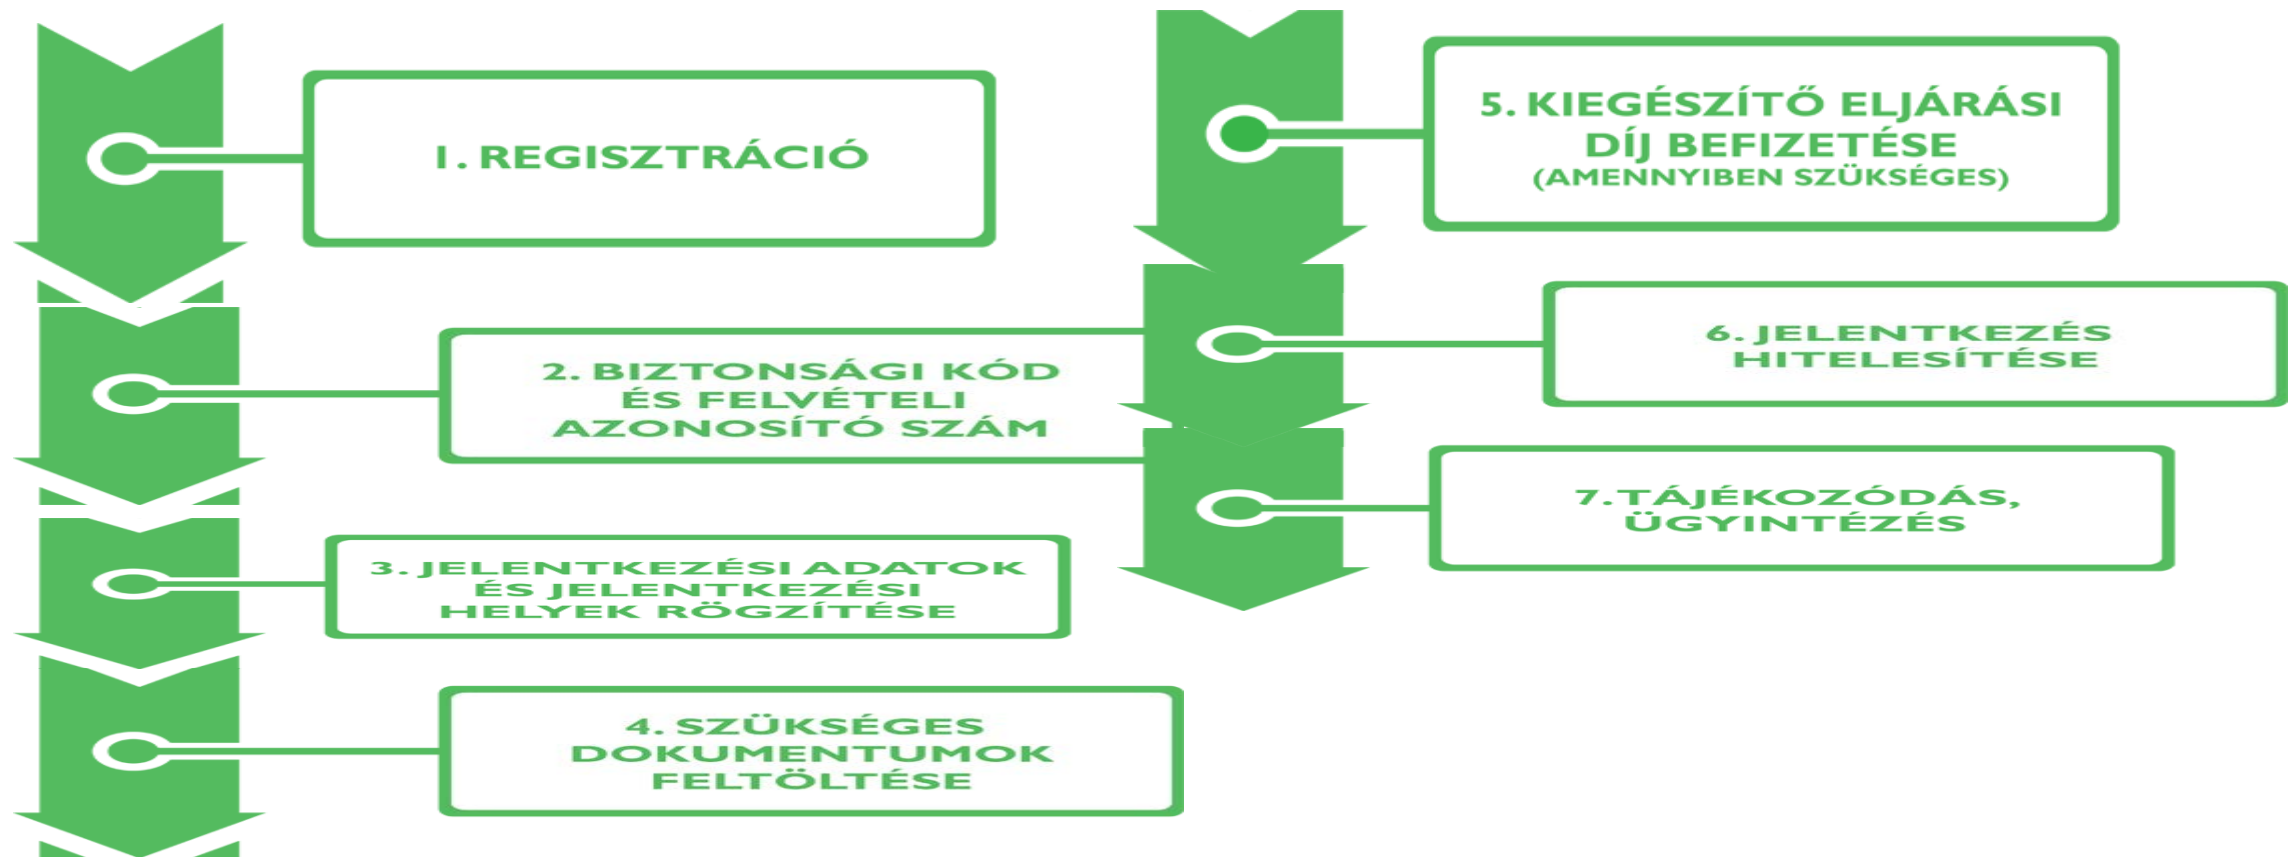 1. REGISZTRÁCIÓ
2. BIZTONSÁGI KÓD
ÉS FELVÉTELI
AZONOSÍTÓ SZÁM
3. JELENTKEZÉSI ADATOK
ÉS JELENTKEZÉSI
HELYEK RÖGZÍTÉSE
4. SZÜKSÉGES
DOKUMENTUMOK
FELTÖLTÉSE
5. KIEGÉSZÍTŐ ELJÁRÁSI
DÍJ BEFIZETÉSE
(AMENNYIBEN SZÜKSÉGES)
6. JELENTKEZÉS
HITELESÍTÉSE
7. TÁJÉKOZÓDÁS,
ÜGYINTÉZÉS